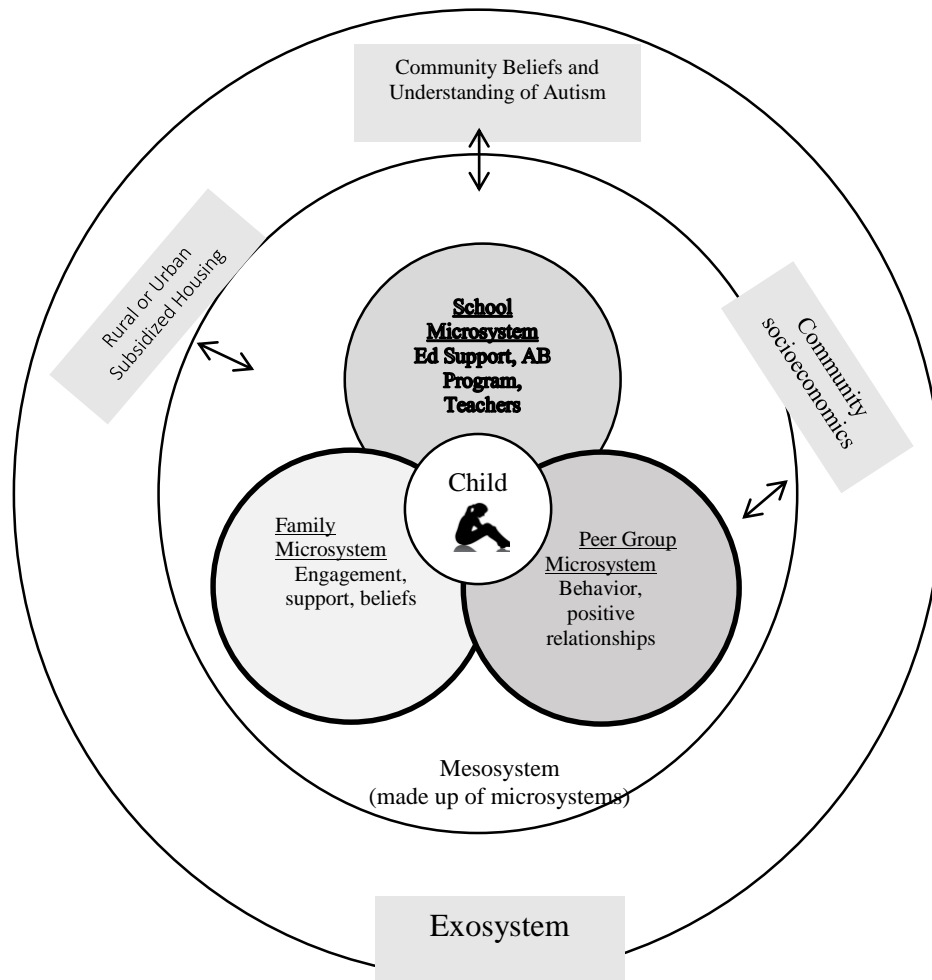 Community Beliefs and
Understanding of Autism
Rural or Urban
Subsidized Housing
Community
socioeconomics
School
Microsystem
Ed Support, AB
Program,
Teachers
Child
Family
Microsystem
Engagement,
support, beliefs
Peer Group
Microsystem
Behavior,
positive
relationships
Mesosystem
(made up of microsystems)
Exosystem